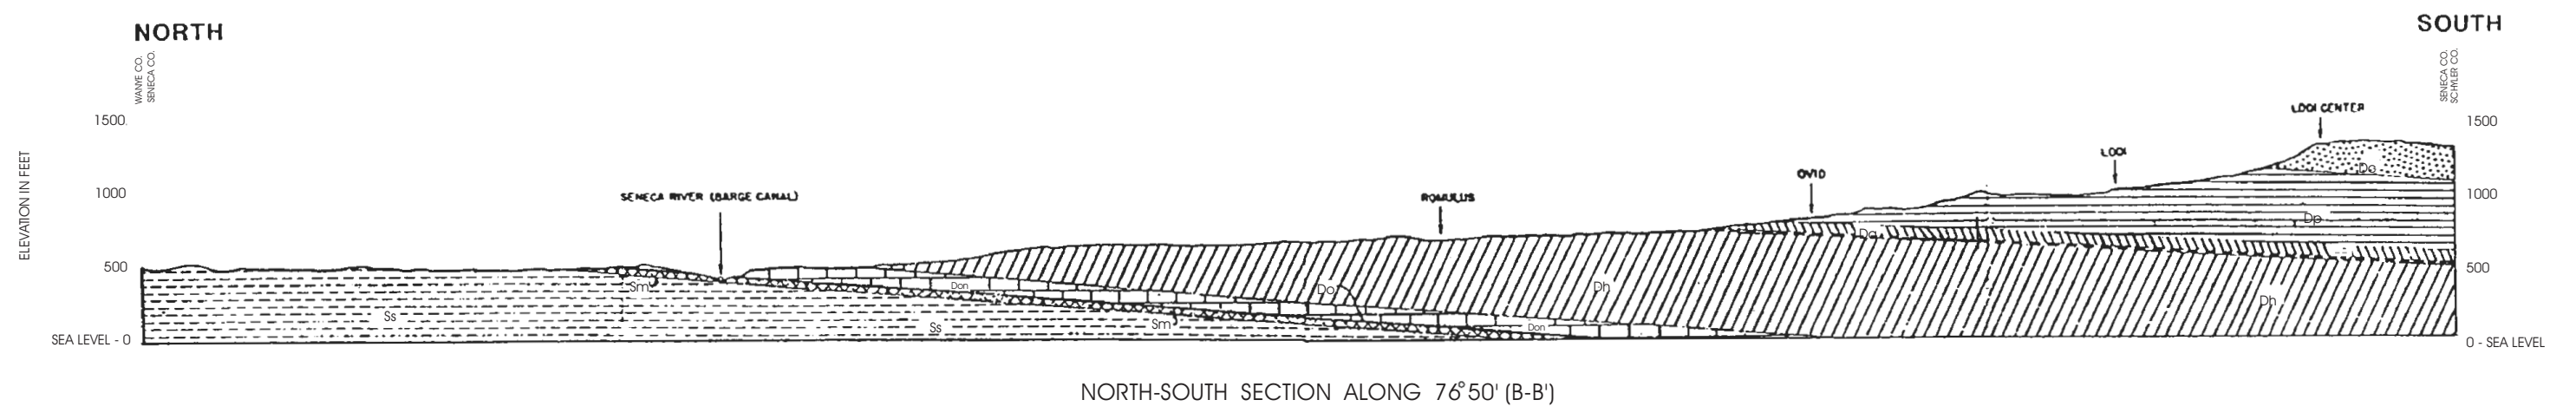 NORTH
SOUTH
WANYE CO.
SENECA CO.
SENECA CO.
SCHYLER CO.
LODI CENTER
1500.
1500
ELEVATION IN FEET
LODI
OVID
Do
1000
SENECA RIVER (BARGE CANAL)
ROMULUS
1000
Dp
Dg
500
500
Sm
Don
Do
Dh
Dh
Ss
Ss
Sm
Don
SEA LEVEL - 0
0 - SEA LEVEL
NORTH-SOUTH SECTION ALONG 76°50' (B-B')